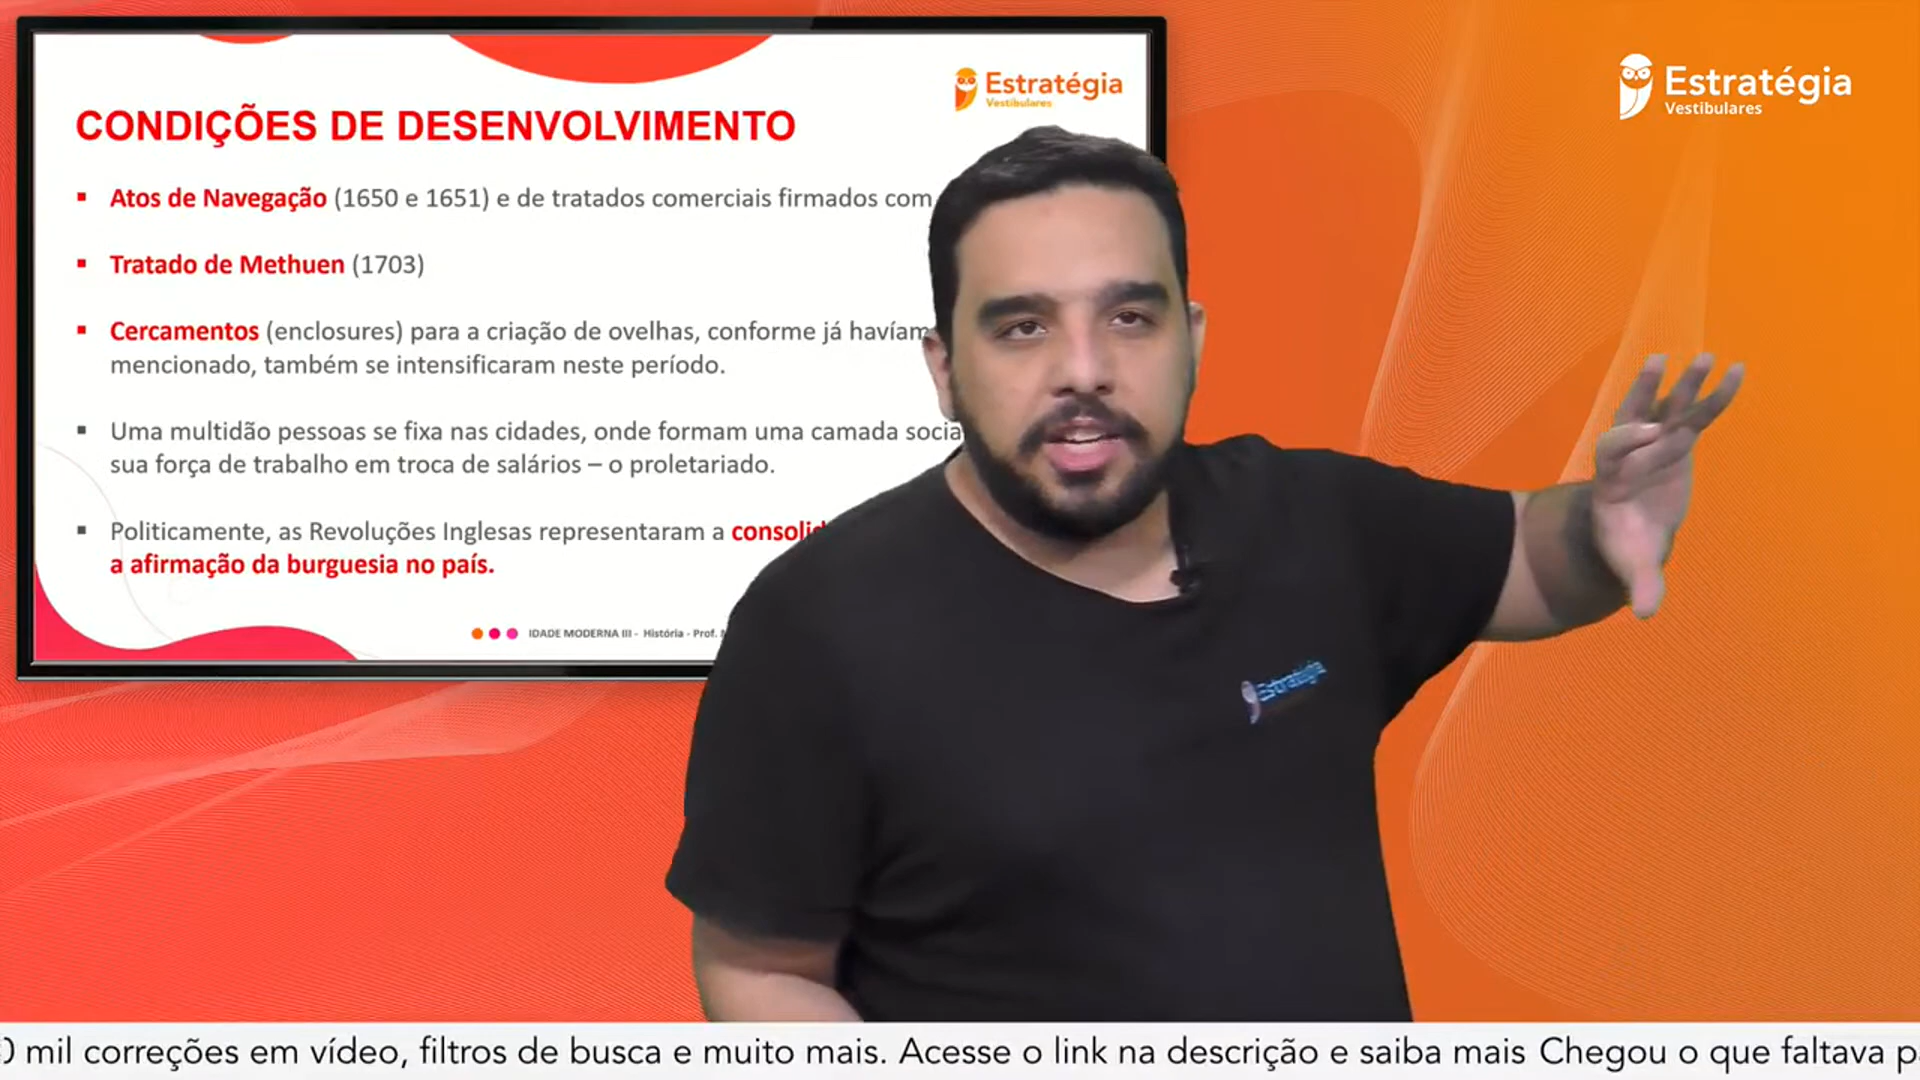 Estratégia
Vestibulares
CONDIÇÕES DE DESENVOLVIMENTO
▪ Atos de Navegação (1650 e 1651) e de tratados comerciais firmados com
▪ Tratado de Methuen (1703)
▪ Cercamentos (enclosures) para a criação de ovelhas, conforme já havíam
mencionado, também se intensificaram neste período.
▪ Uma multidão pessoas se fixa nas cidades, onde formam uma camada socia
sua força de trabalho em troca de salários – o proletariado.
▪ Politicamente, as Revoluções Inglesas representaram a consolid
a afirmação da burguesia no país.
IDADE MODERNA III - História - Prof.
Estratégia
Vestibulares
Estratégia
0 mil correções em vídeo, filtros de busca e muito mais. Acesse o link na descrição e saiba mais Chegou o que faltava p